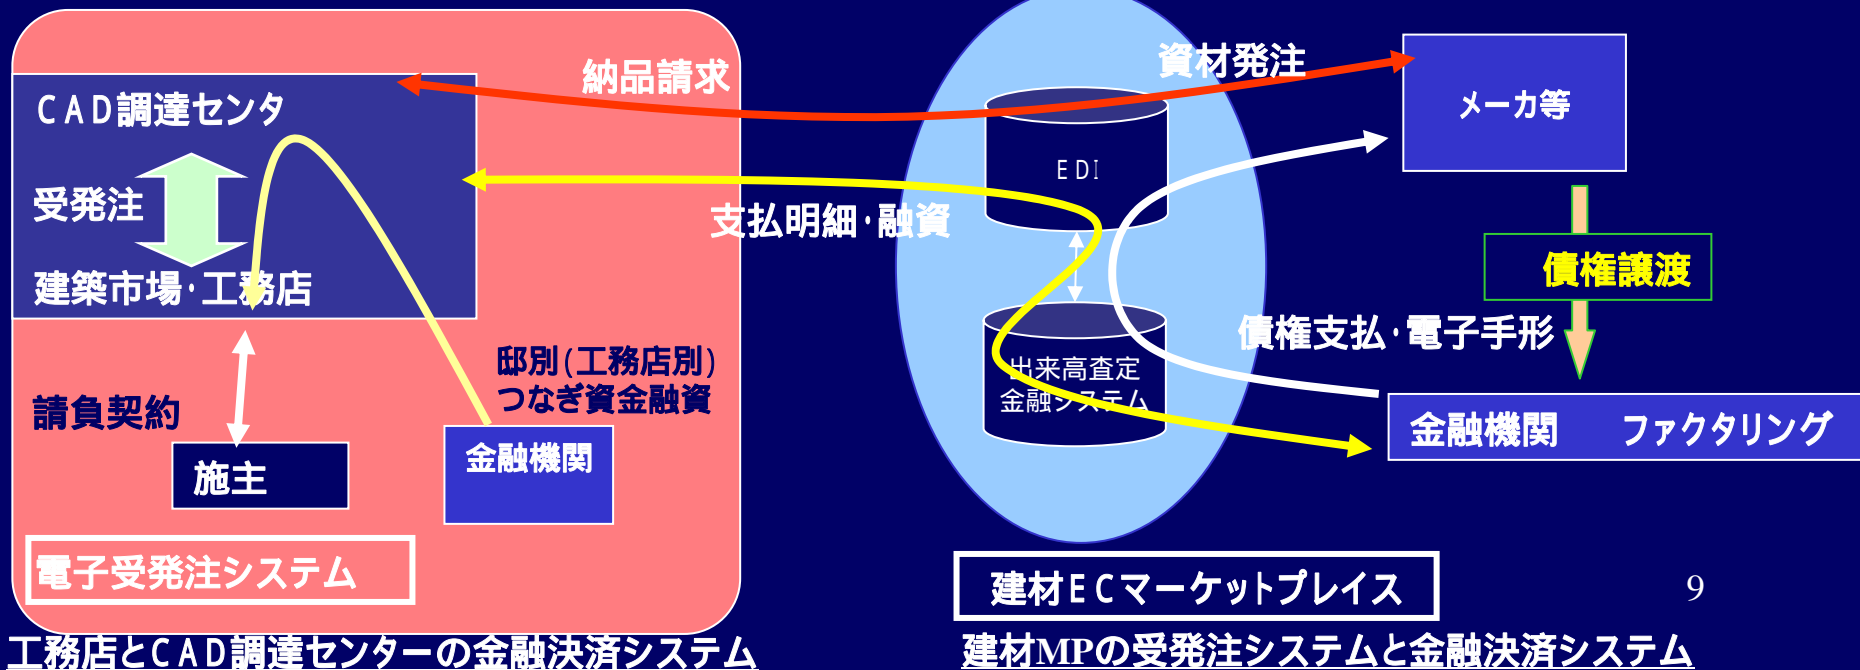 納品請求
資材発注
CAD調達センタ
メーカ等
EDI
受発注
支払明細・融資
建築市場・工務店
債権譲渡
債権支払・電子手形
邸別(工務店別)
つなぎ資金融資
出来高査定
金融システム
請負契約
金融機関 ファクタリング
金融機関
施主
電子受発注システム
建材ECマーケットプレイス
9
工務店とCAD調達センターの金融決済システム
建材MPの受発注システムと金融決済システム